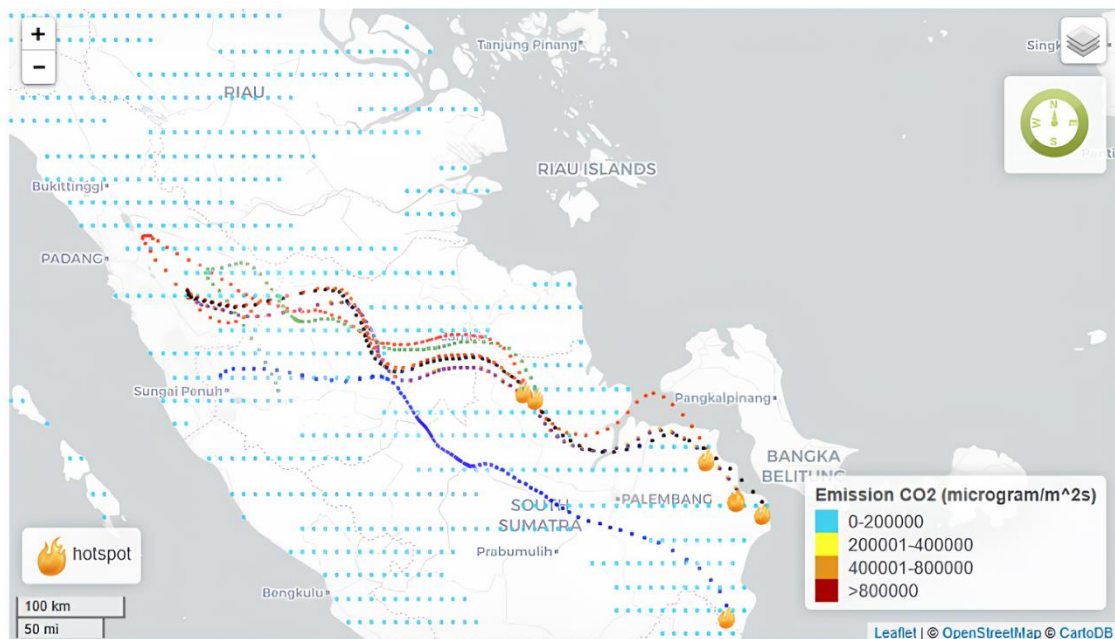 +
−
Tanjung Pinang
Sing
RIAU
N
W
E
S
RIAU ISLANDS
Bukittinggi
PADANG
Sungai Penuh
Pangkalpinang
BANGKA
BELITUNG
PALEMBANG
SOUTH
SUMATRA
Prabumulih
Bengkulu
hotspot
100 km
50 mi
Emission CO2 (microgram/m^2s)
0-200000
200001-400000
400001-800000
>800000
Leaflet | © OpenStreetMap © CartoDB